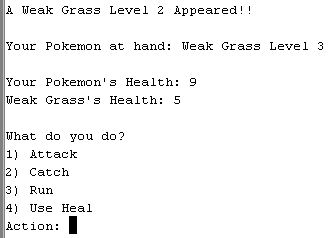 A Weak Grass Level 2 Appeared!!
Your Pokemon at hand: Weak Grass Level 3
Your Pokemon's Health: 9
Weak Grass's Health: 5
What do you do?
1) Attack
2) Catch
3) Run
4) Use Heal
Action: